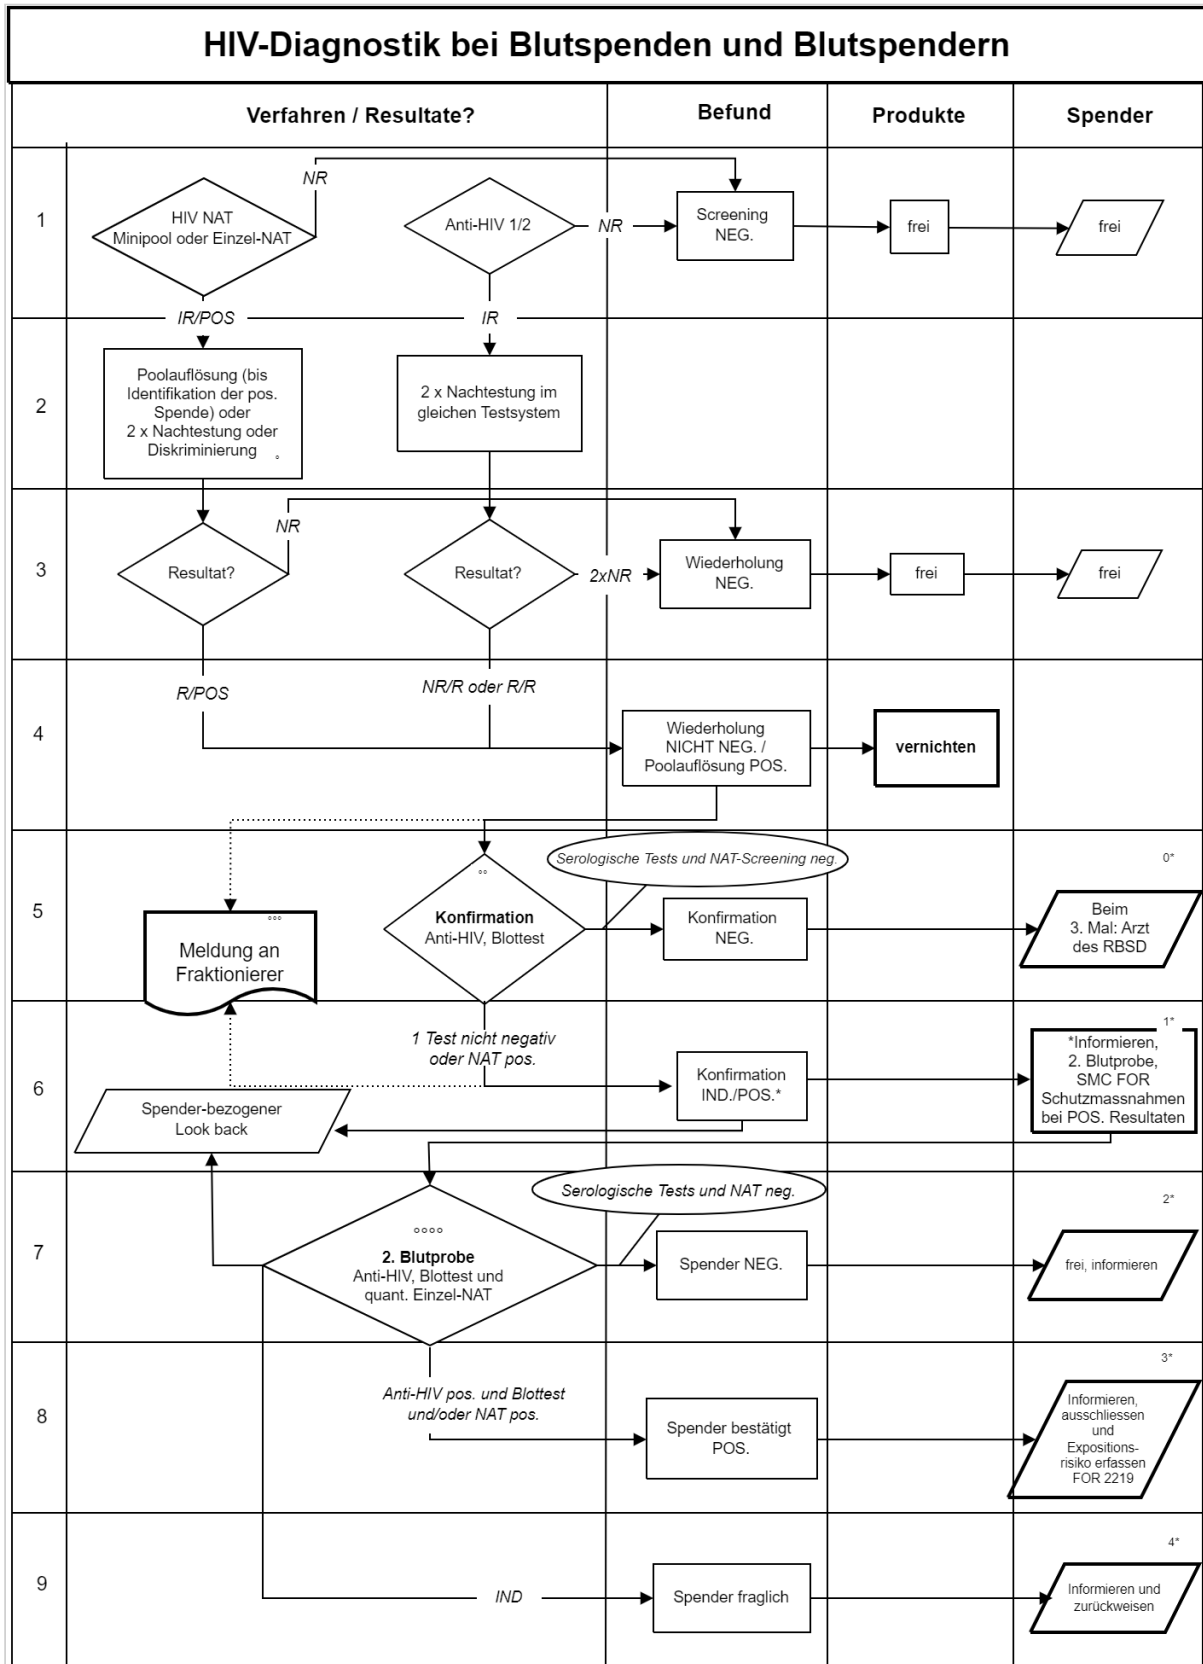 HIV-Diagnostik bei Blutspenden und Blutspendern
Verfahren / Resultate?
Befund
Produkte
Spender
1
HIV NAT
Minipool oder Einzel-NAT
NR
Anti-HIV 1/2
NR
Screening
NEG.
frei
frei
IR/POS
IR
2
Poolauflösung (bis
Identifikation der pos.
Spende) oder
2 x Nachtestung oder
Diskriminierung °
2 x Nachtestung im
gleichen Testsystem
3
Resultat?
NR
Resultat?
2xNR
Wiederholung
NEG.
frei
frei
R/POS
NR/R oder R/R
4
Wiederholung
NICHT NEG. /
Poolauflösung POS.
vernichten
5
Serologische Tests und NAT-Screening neg.
°°
Konfirmation
Anti-HIV, Blottest
Konfirmation
NEG.
0*
Beim
3. Mal: Arzt
des RBSD
°°°
Meldung an
Fraktionierer
1 Test nicht negativ
oder NAT pos.
6
Konfirmation
IND./POS.*
1*
*Informieren,
2. Blutprobe,
SMC FOR
Schutzmassnahmen
bei POS. Resultaten
Spender-bezogener
Look back
7
Serologische Tests und NAT neg.
°°°°
2. Blutprobe
Anti-HIV, Blottest und
quant. Einzel-NAT
Spender NEG.
2*
frei, informieren
8
Anti-HIV pos. und Blottest
und/oder NAT pos.
Spender bestätigt
POS.
3*
Informieren,
ausschliessen
und
Expositions-
risiko erfassen
FOR 2219
9
IND
Spender fraglich
4*
Informieren und
zurückweisen